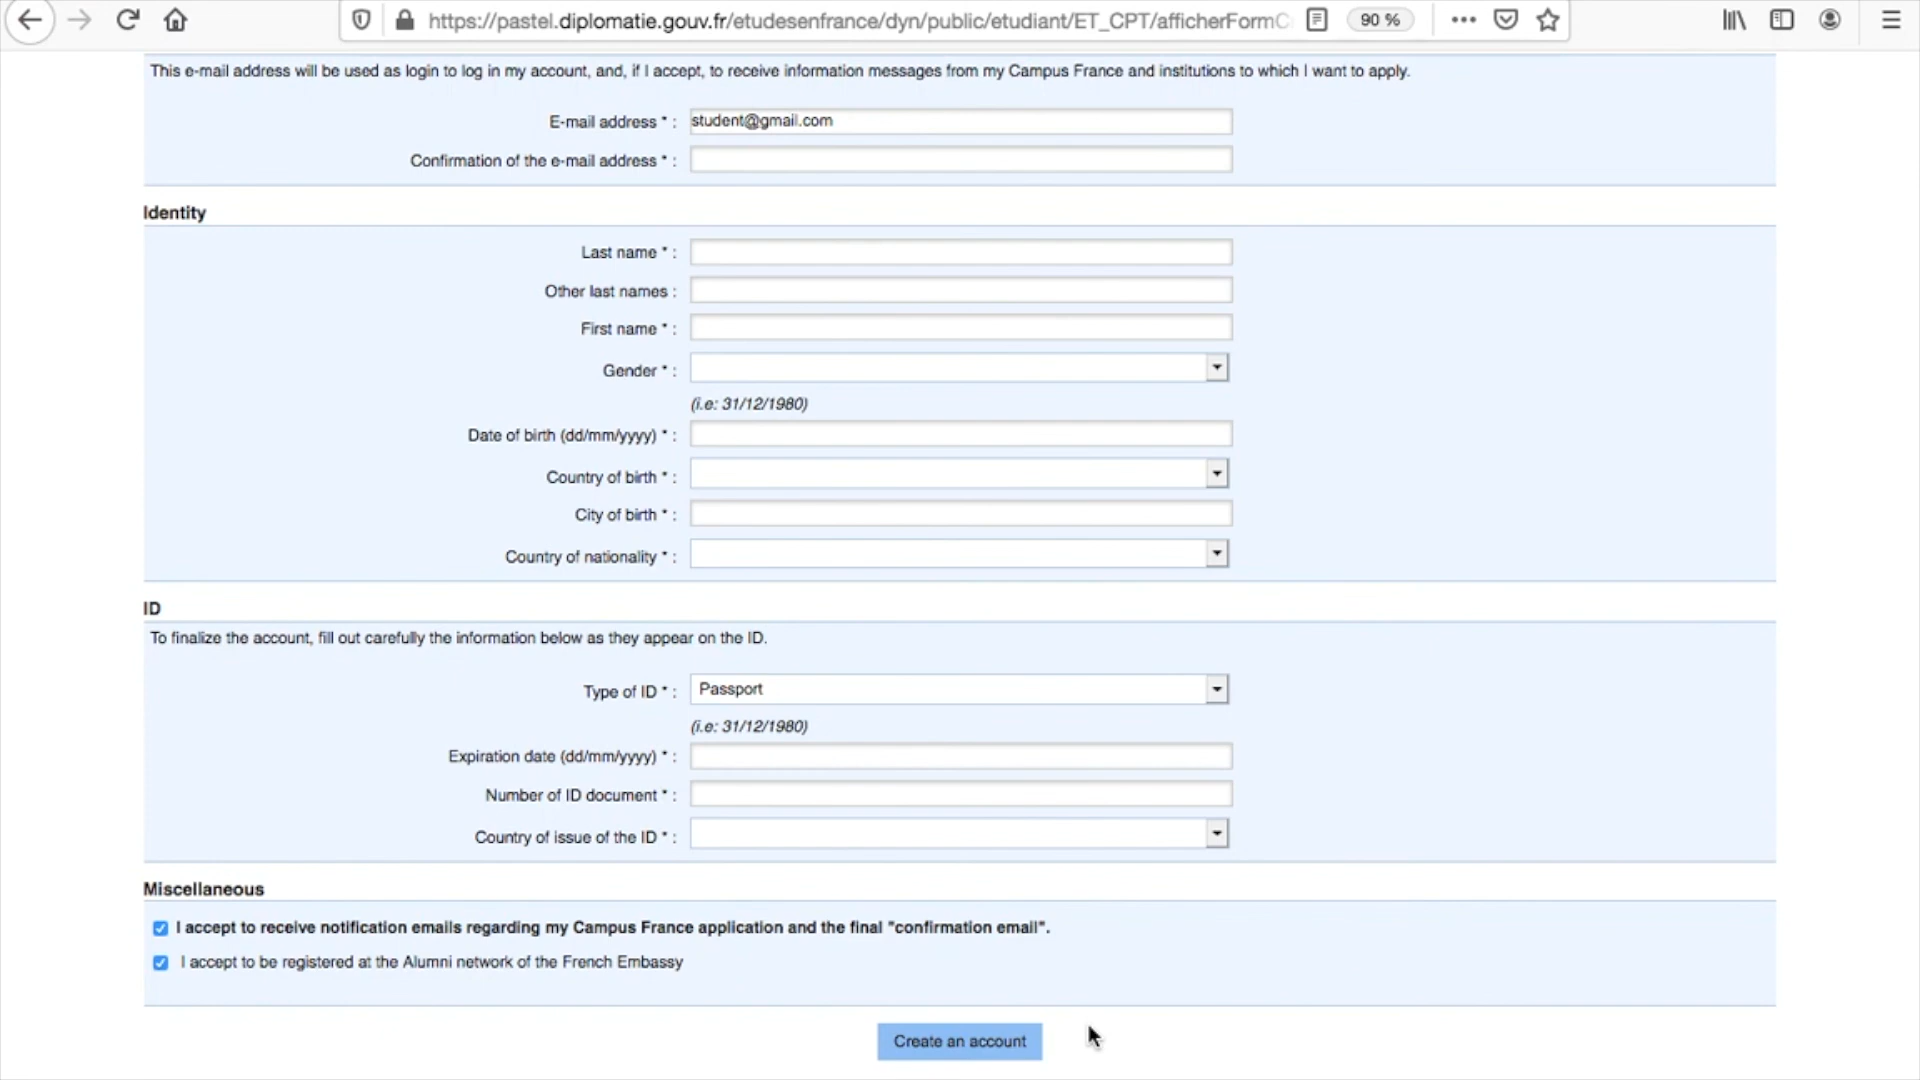 https://pastel.diplomatie.gouv.fr/etudesenfrance/dyn/public/etudiant/ET_CPT/afficherFormC
90 %
This e-mail address will be used as login to log in my account, and, if I accept, to receive information messages from my Campus France and institutions to which I want to apply.
E-mail address * : student@gmail.com
Confirmation of the e-mail address * :
Identity
Last name * :
Other last names :
First name * :
Gender * :
(i.e: 31/12/1980)
Date of birth (dd/mm/yyyy) * :
Country of birth * :
City of birth * :
Country of nationality * :
ID
To finalize the account, fill out carefully the information below as they appear on the ID.
Type of ID * : Passport
(i.e: 31/12/1980)
Expiration date (dd/mm/yyyy) * :
Number of ID document * :
Country of issue of the ID * :
Miscellaneous
I accept to receive notification emails regarding my Campus France application and the final "confirmation email".
I accept to be registered at the Alumni network of the French Embassy
Create an account